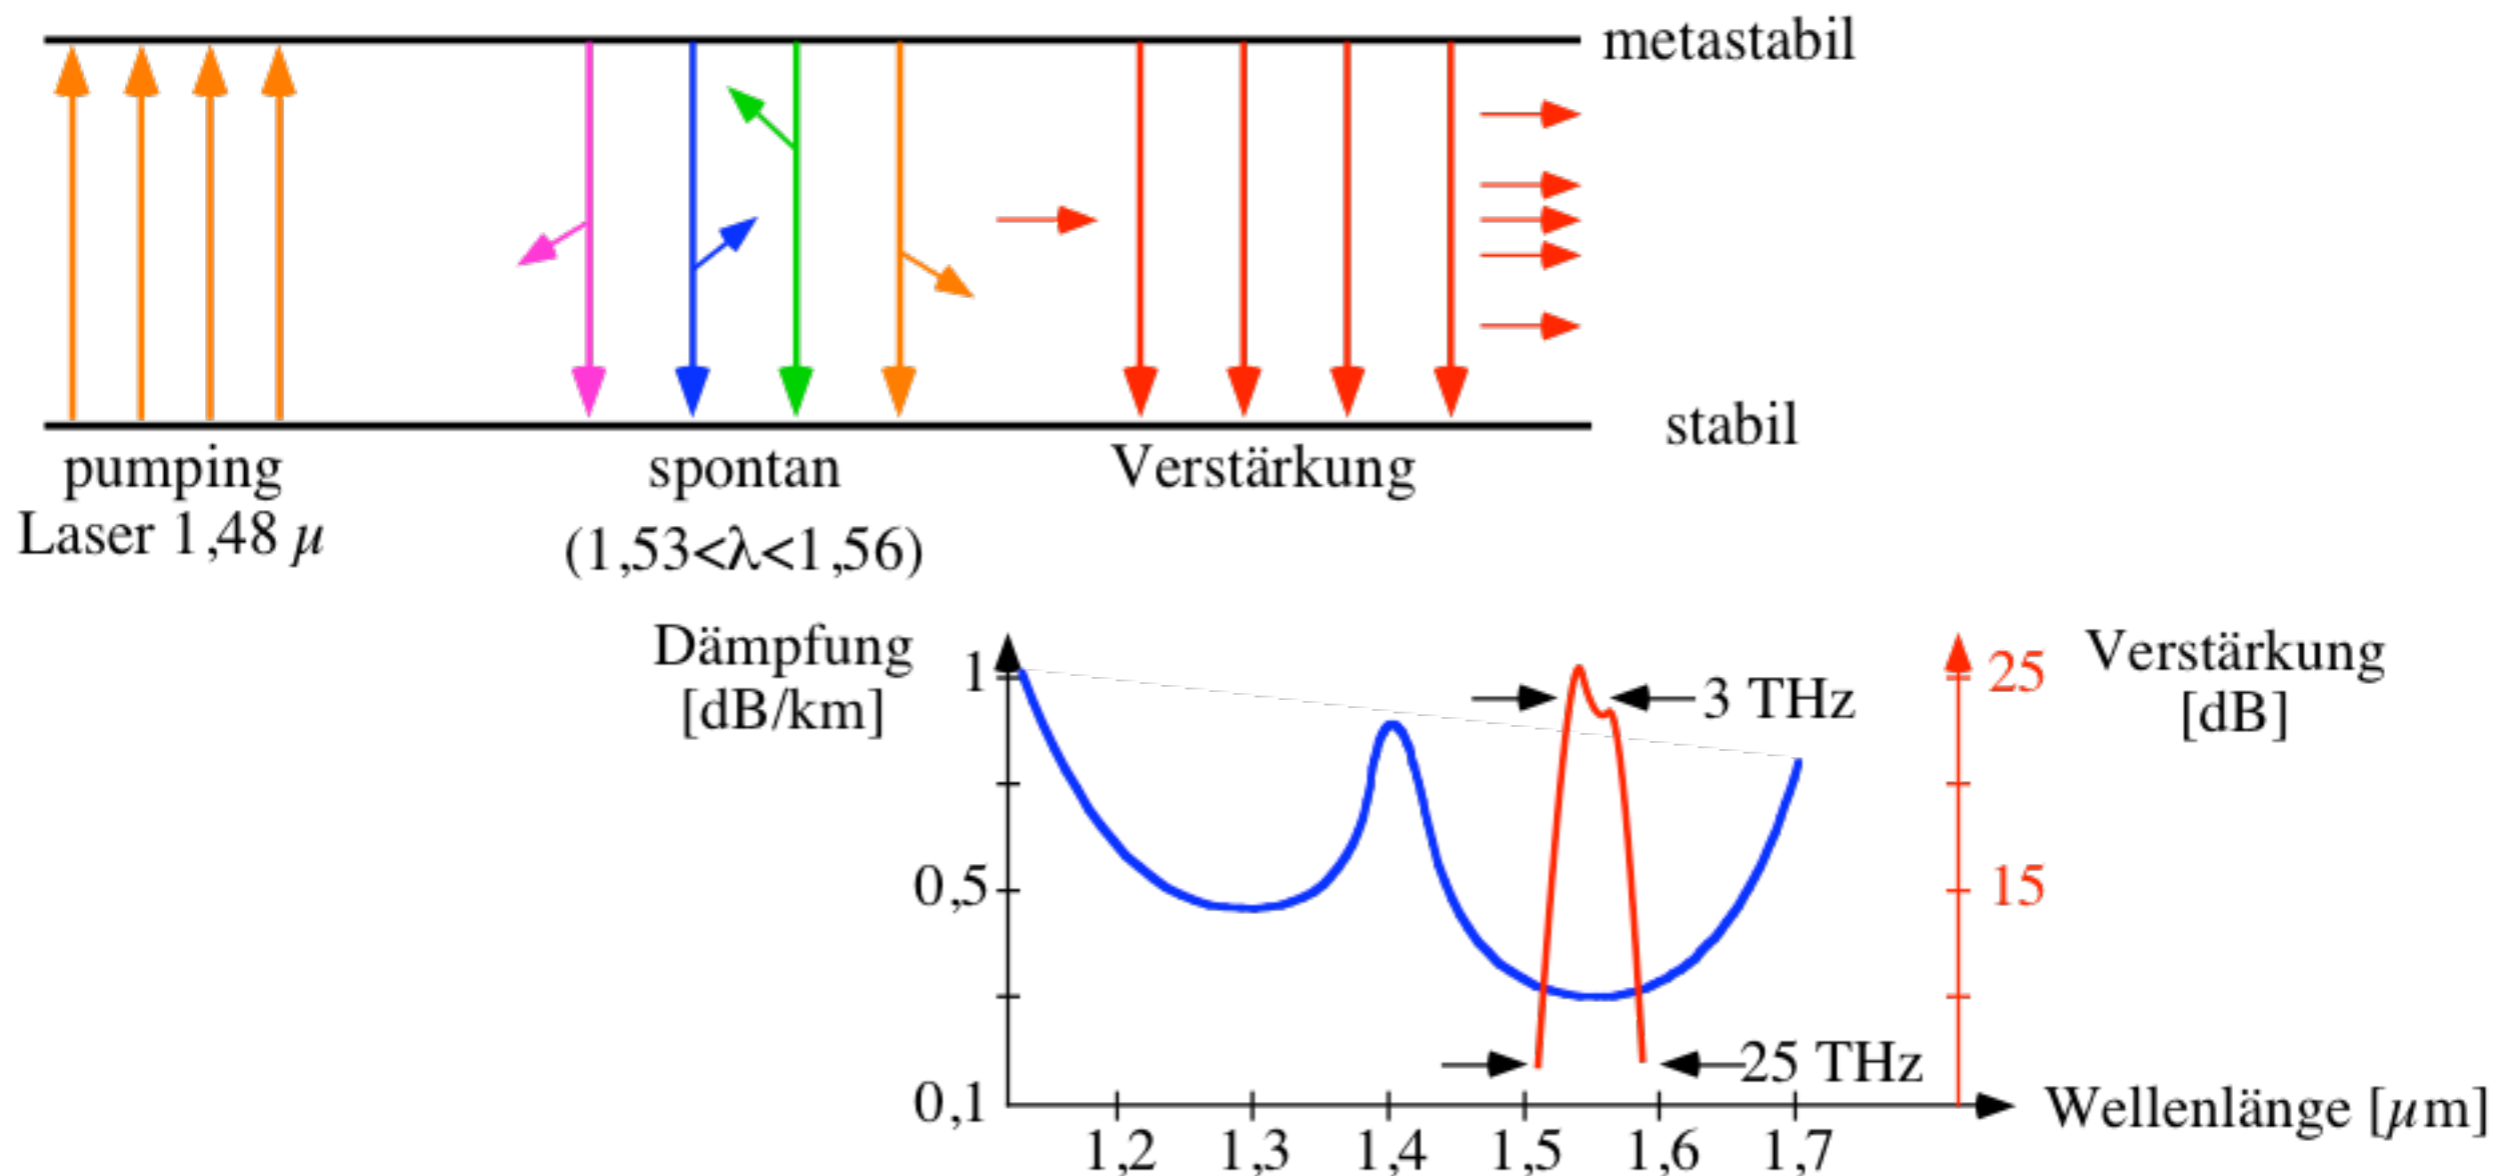 metastabil
stabil
pumping
Laser 1,48 µ
spontan
(1,53<λ<1,56)
Verstärkung
Dämpfung
[dB/km]
1
0,5
0,1
3 THz
25 THz
25
15
Verstärkung
[dB]
1,2 1,3 1,4 1,5 1,6 1,7
Wellenlänge [µm]